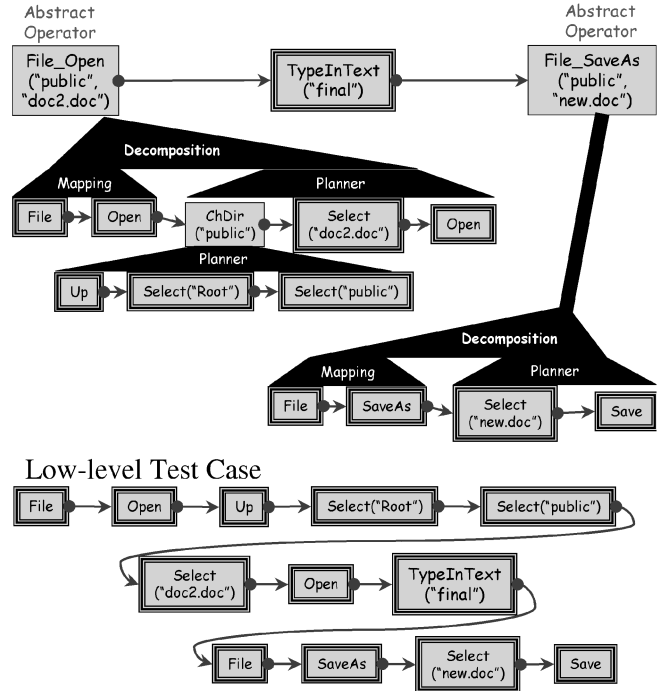 Abstract
Operator
Abstract
Operator
File_Open
("public",
"doc2.doc")
TypeInText
("final")
File_SaveAs
("public",
"new.doc")
Decomposition
Mapping
Planner
File
Open
ChDir
("public")
Select
("doc2.doc")
Open
Planner
Up
Select("Root")
Select("public")
Decomposition
Mapping
Planner
File
SaveAs
Select
("new.doc")
Save
Low-level Test Case
File
Open
Up
Select("Root")
Select("public")
Select
("doc2.doc")
Open
TypeInText
("final")
File
SaveAs
Select
("new.doc")
Save